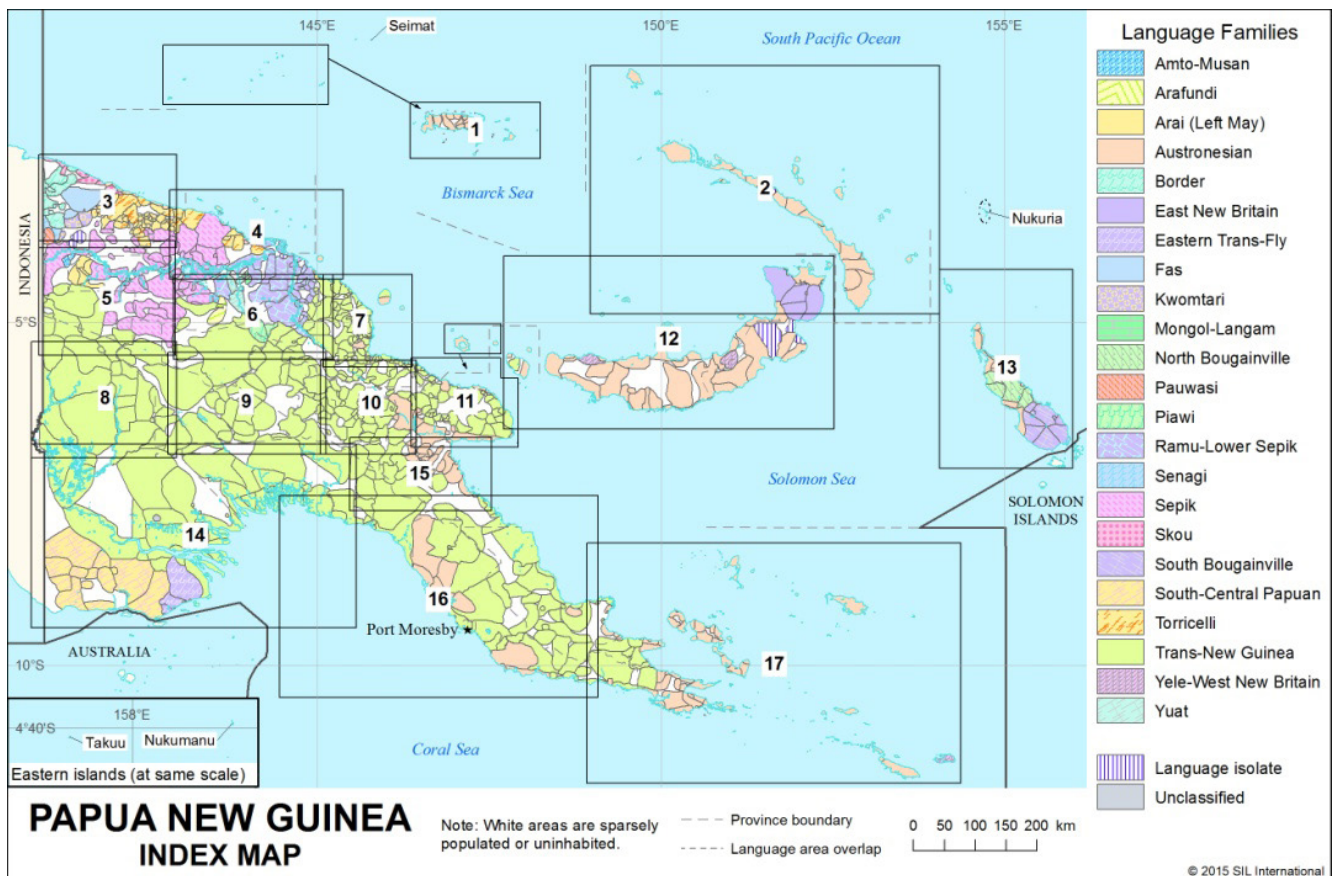 145°E
150°E
155°E
Seimat
South Pacific Ocean
1
Bismarck Sea
2
Nukuria
3
4
INDONESIA
5
6
5°S
7
12
13
8
9
10
11
15
Solomon Sea
SOLOMON
ISLANDS
14
16
Port Moresby
AUSTRALIA
10°S
17
158°E
4°40'S
Takuu
Nukumanu
Eastern islands (at same scale)
Coral Sea
Language Families
Amto-Musan
Arafundi
Arai (Left May)
Austronesian
Border
East New Britain
Eastern Trans-Fly
Fas
Kwomtari
Mongol-Langam
North Bougainville
Pauwasi
Piawi
Ramu-Lower Sepik
Senagi
Sepik
Skou
South Bougainville
South-Central Papuan
Torricelli
Trans-New Guinea
Yele-West New Britain
Yuat
Language isolate
Unclassified
PAPUA NEW GUINEA
INDEX MAP
Note: White areas are sparsely
populated or uninhabited.
Province boundary
Language area overlap
0 50 100 150 200 km
© 2015 SIL International